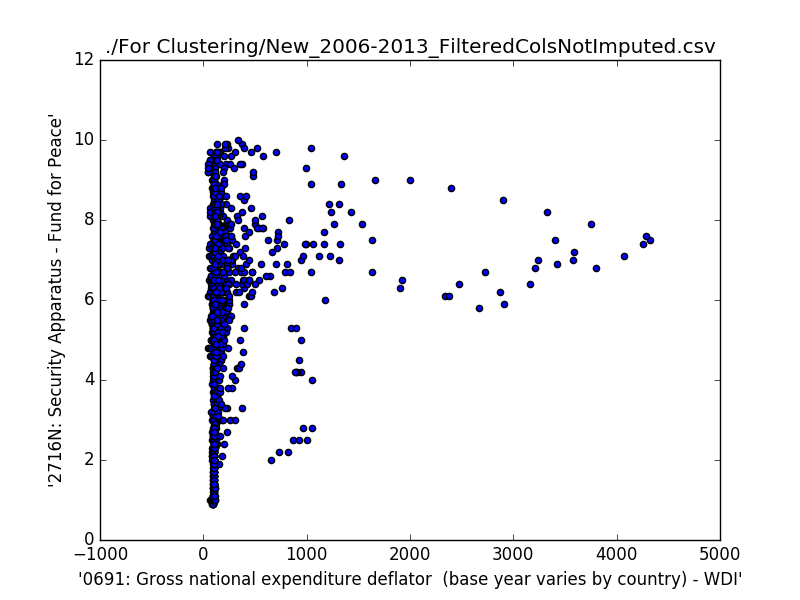 ./For Clustering/New_2006-2013_FilteredColsNotImputed.csv
12
10
8
6
4
2
0
'2716N: Security Apparatus - Fund for Peace'
−1000 0 1000 2000 3000 4000 5000
'0691: Gross national expenditure deflator  (base year varies by country) - WDI'